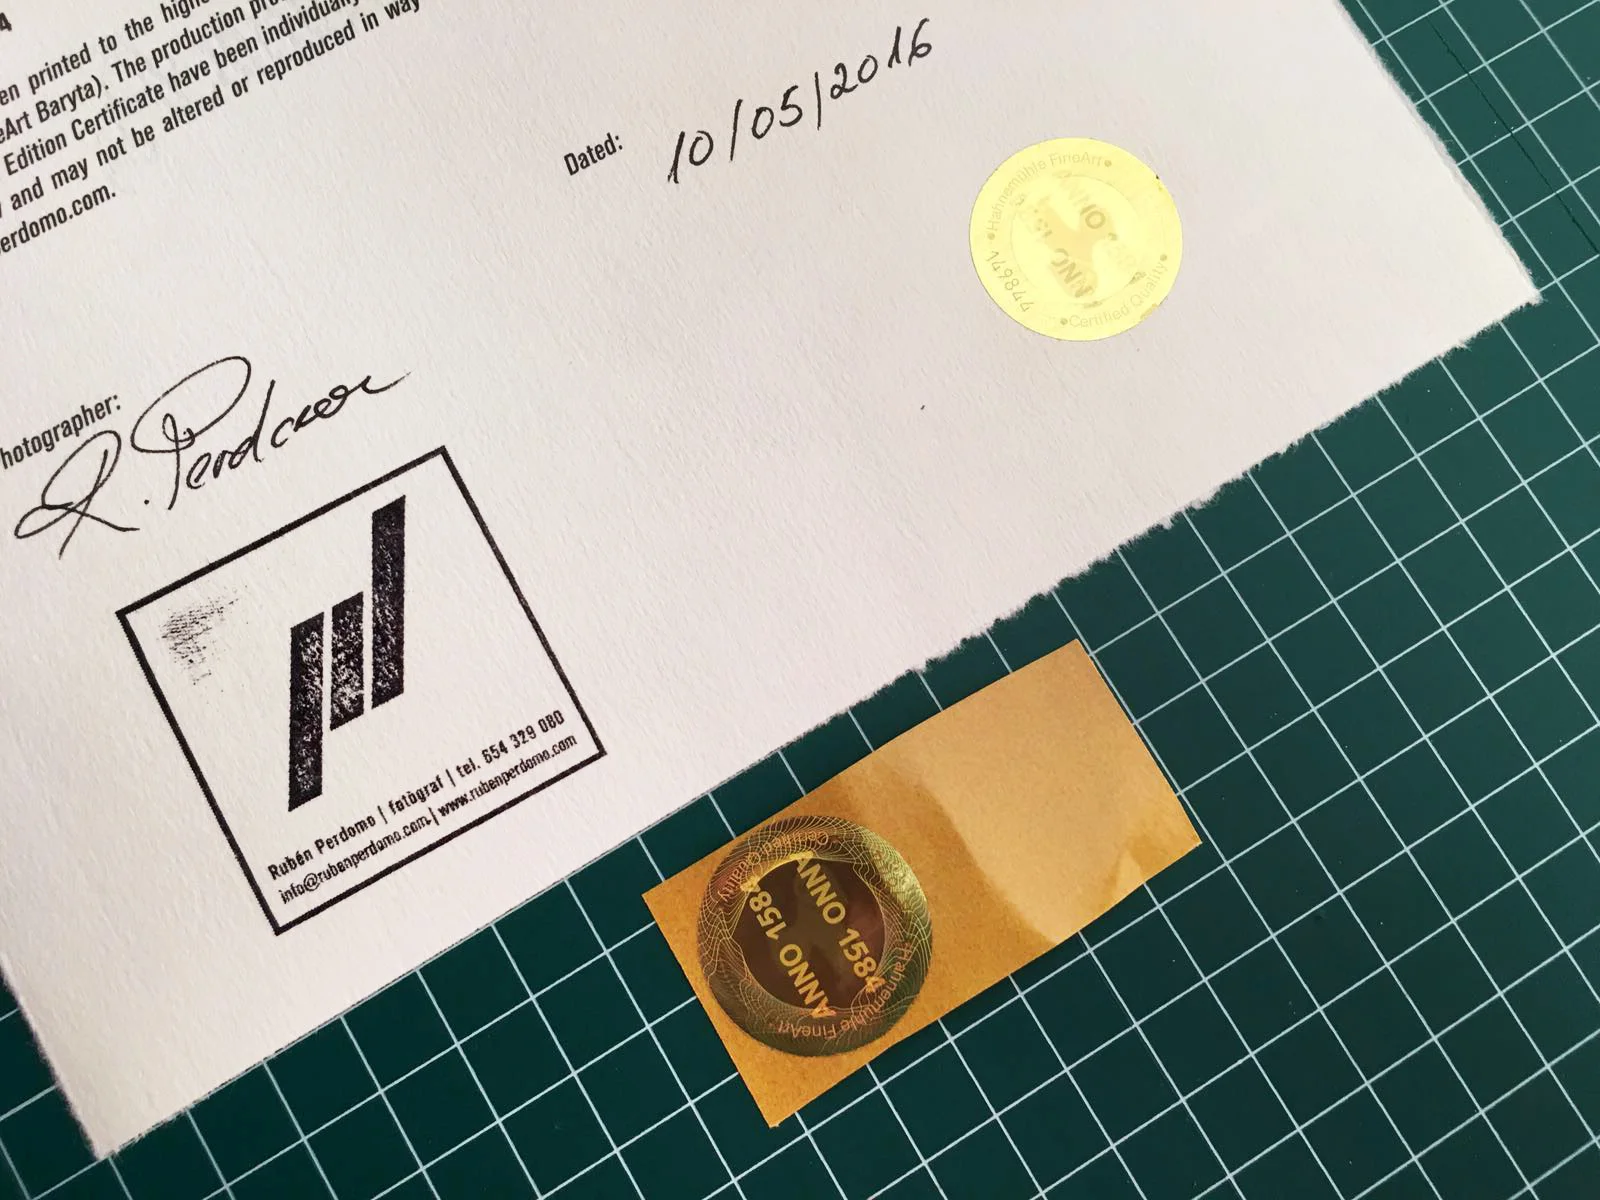 4
en printed to the highe
eArt Baryta). The production pro
Edition Certificate have been individually
and may not be altered or reproduced in way
erdomo.com.
Dated: 10/05/2016
•Hahnemühle FineArt•
ANNO
ANNO
•Certified Quality•
hotographer:
R. Perdomo
Rubén Perdomo | fotògraf | tel. 654 329 080
info@rubenperdomo.com | www.rubenperdomo.com
Certified Quality
ANNO 1584
ANNO 1584
Hahnemühle FineArt